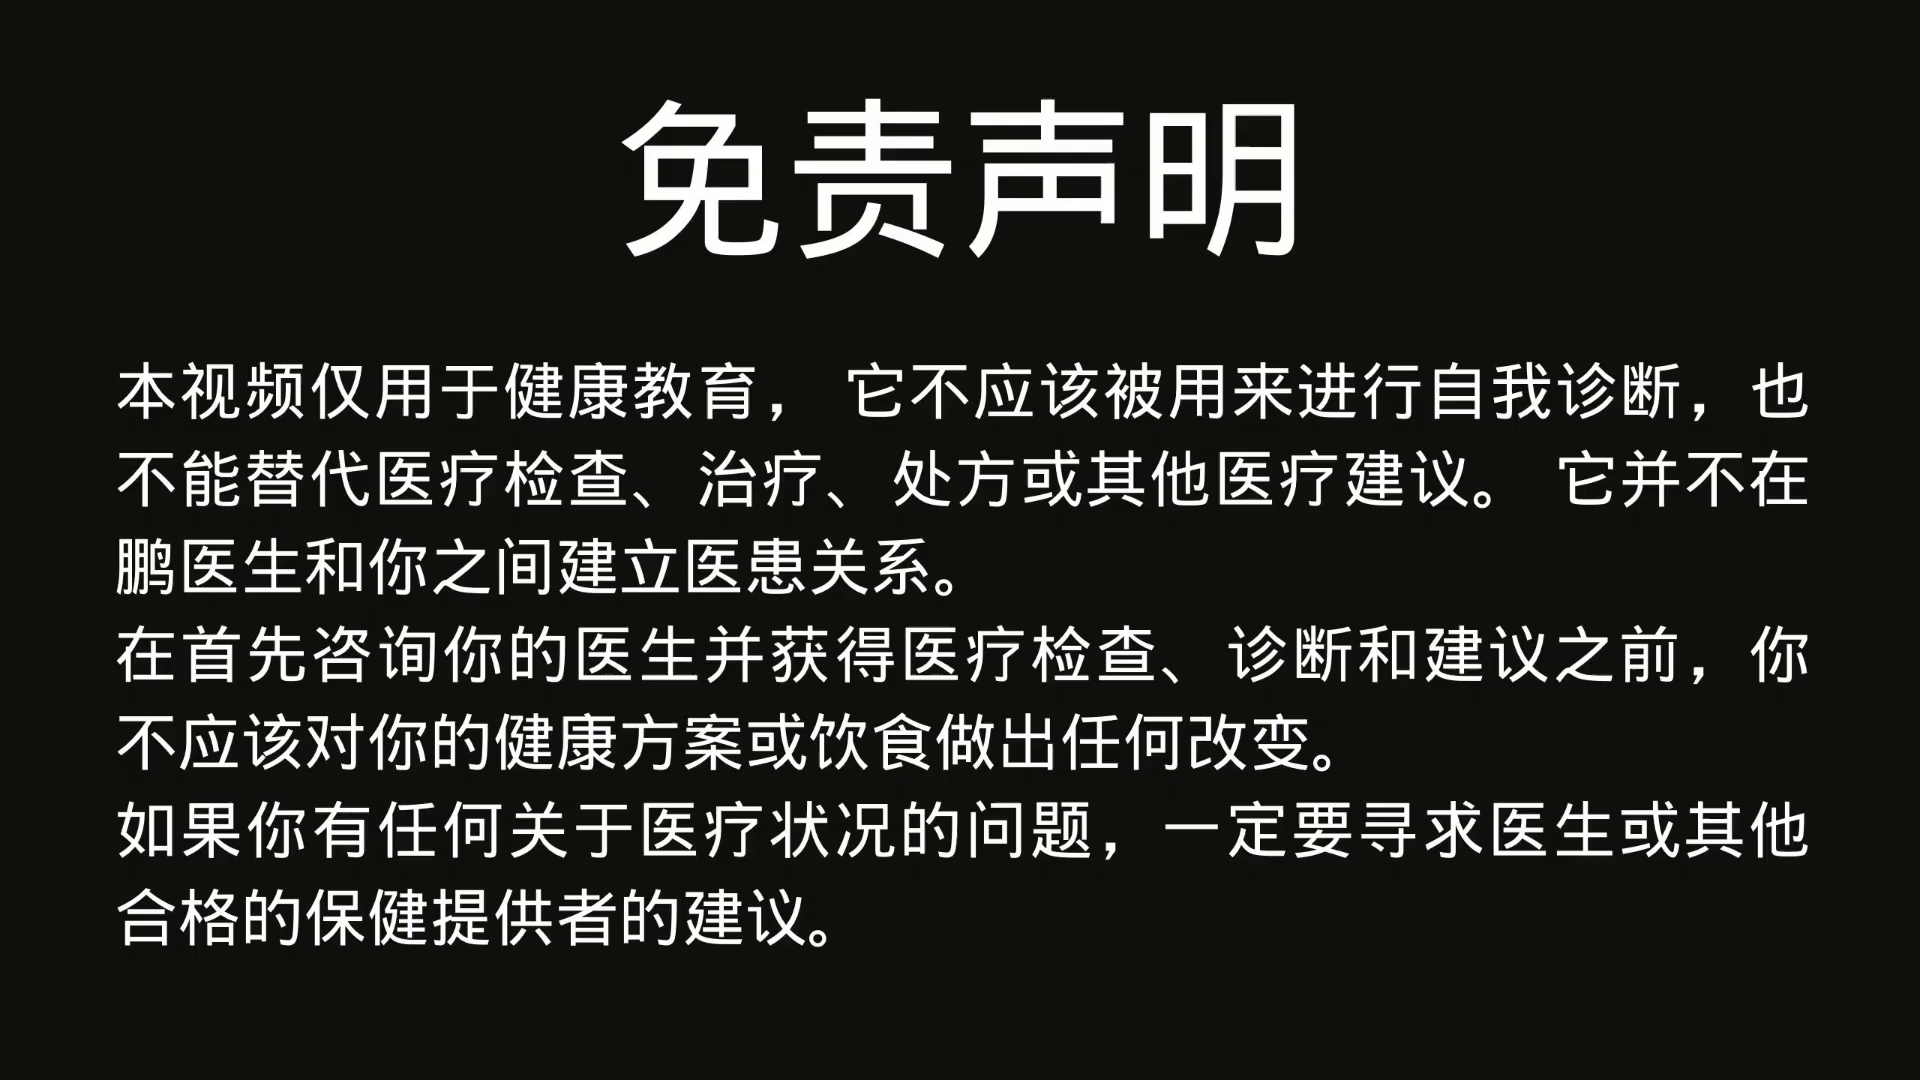 免责声明
本视频仅用于健康教育， 它不应该被用来进行自我诊断，也
不能替代医疗检查、治疗、处方或其他医疗建议。 它并不在
鹏医生和你之间建立医患关系。
在首先咨询你的医生并获得医疗检查、诊断和建议之前，你
不应该对你的健康方案或饮食做出任何改变。
如果你有任何关于医疗状况的问题，一定要寻求医生或其他
合格的保健提供者的建议。